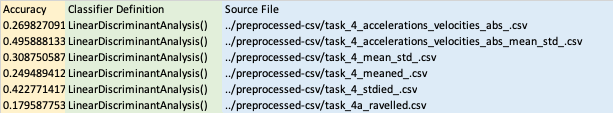 Accuracy Classifier Definition Source File
0.269827091 LinearDiscriminantAnalysis() ../preprocessed-csv/task_4_accelerations_velocities_abs_.csv
0.495888133 LinearDiscriminantAnalysis() ../preprocessed-csv/task_4_accelerations_velocities_abs_mean_std_.csv
0.308750587 LinearDiscriminantAnalysis() ../preprocessed-csv/task_4_mean_std_.csv
0.249489412 LinearDiscriminantAnalysis() ../preprocessed-csv/task_4_meaned_.csv
0.422771417 LinearDiscriminantAnalysis() ../preprocessed-csv/task_4_stdied_.csv
0.179587753 LinearDiscriminantAnalysis() ../preprocessed-csv/task_4a_ravelled.csv